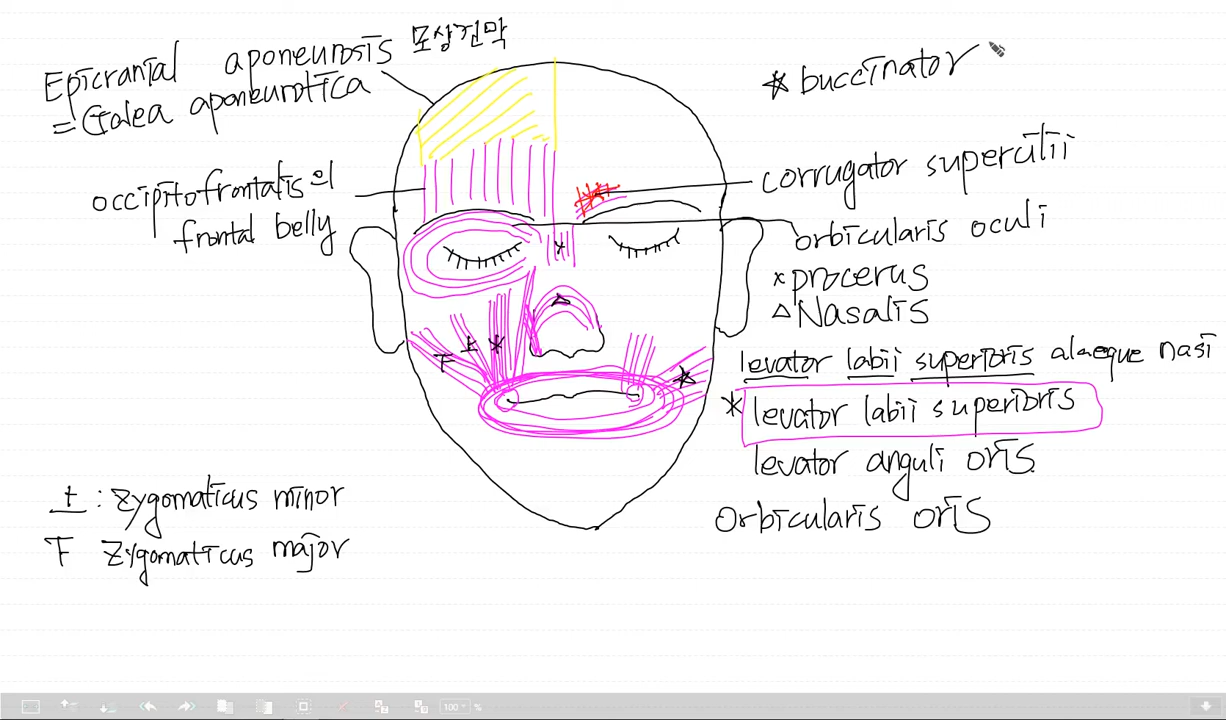 Epicranial aponeurosis 모상건막
= Galea aponeurotica
occipitofrontalis의
frontal belly
* buccinator
corrugator supercilii
orbicularis oculi
× procerus
△ Nasalis
levator labii superioris alaeque nasi
* levator labii superioris
levator anguli oris
Orbicularis oris
± : Zygomaticus minor
F Zygomaticus major
100 %